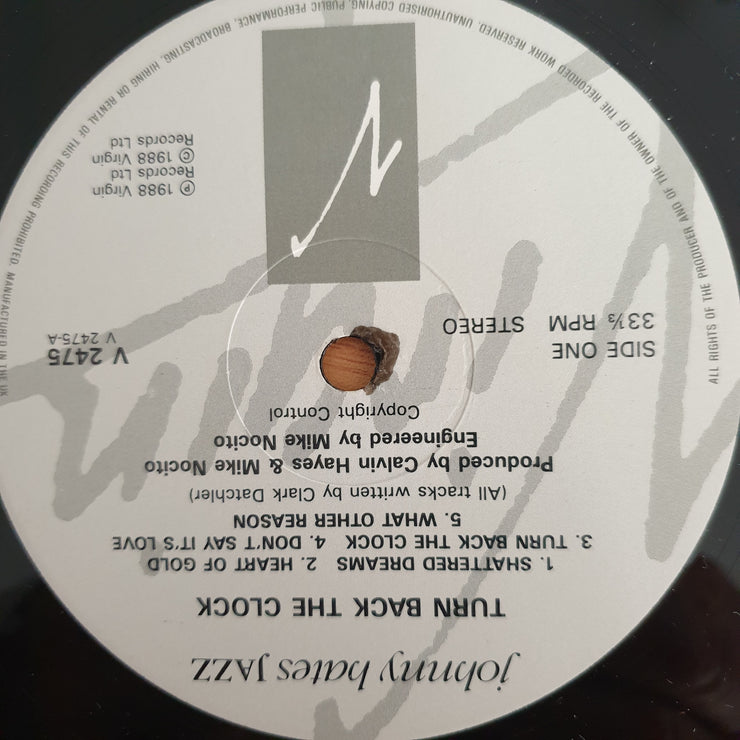 johnny hates JAZZ
TURN BACK THE CLOCK
1. SHATTERED DREAMS 2. HEART OF GOLD
3. TURN BACK THE CLOCK 4. DON'T SAY IT'S LOVE
5. WHAT OTHER REASON
(All tracks written by Clark Datchler)
Produced by Calvin Hayes & Mike Nocito
Engineered by Mike Nocito
Copyright Control
SIDE ONE
33⅓ RPM STEREO
V 2475
V 2475-A
℗ 1988 Virgin
Records Ltd
© 1988 Virgin
Records Ltd
ALL RIGHTS OF THE PRODUCER AND OF THE OWNER OF THE RECORDED WORK RESERVED. UNAUTHORISED COPYING, PUBLIC PERFORMANCE, BROADCASTING, HIRING OR RENTAL OF THIS RECORDING PROHIBITED. MANUFACTURED IN THE UK